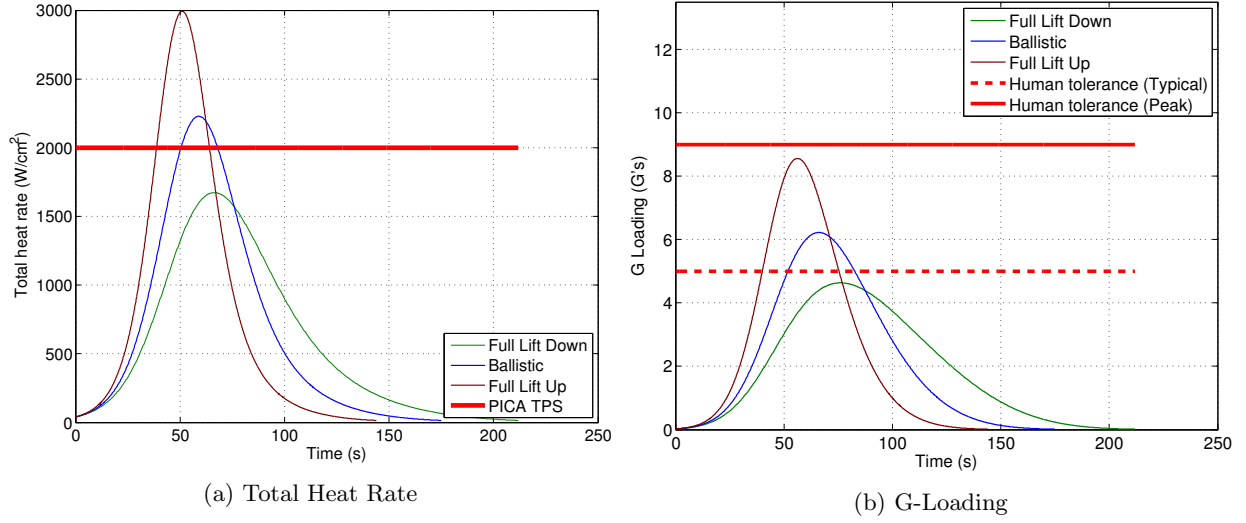 3000
2500
2000
1500
1000
500
0
Total heat rate (W/cm²)
0 50 100 150 200 250
Time (s)
Full Lift Down
Ballistic
Full Lift Up
PICA TPS
(a) Total Heat Rate
12
10
8
6
4
2
0
G Loading (G's)
0 50 100 150 200 250
Time (s)
Full Lift Down
Ballistic
Full Lift Up
Human tolerance (Typical)
Human tolerance (Peak)
(b) G-Loading